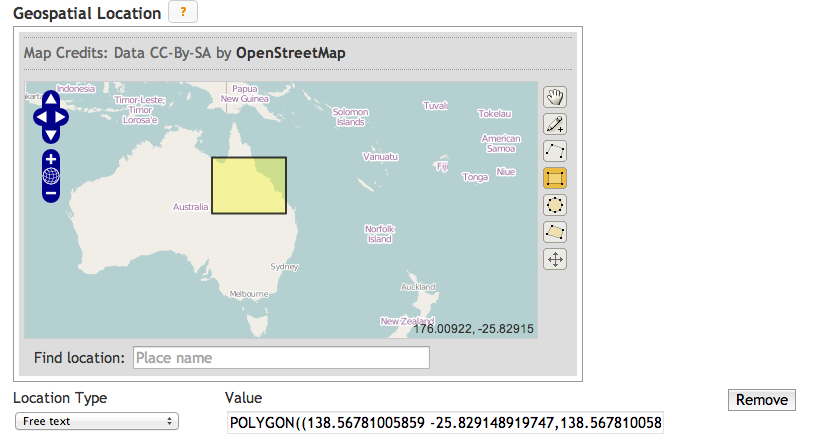 Geospatial Location ?
Map Credits: Data CC-By-SA by OpenStreetMap
Indonesia
Papua
New Guinea
Timor-Leste;
Timor
Lorosa'e
Solomon
Islands
Tuvalu
Tokelau
American
Samoa
Vanuatu
Fiji
Tonga
Niue
Australia
Norfolk
Island
Sydney
Melbourne
Auckland
New Zealand
176.00922, -25.82915
Find location: Place name
Location Type
Value
Remove
Free text
POLYGON((138.56781005859 -25.829148919747,138.567810058